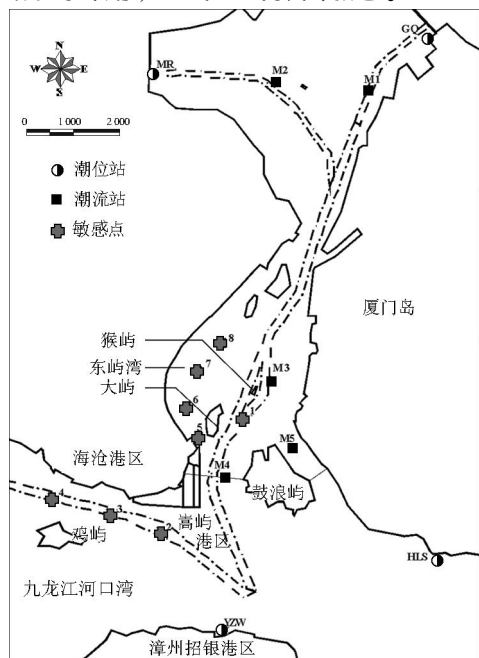 GQ
N
W E
S
MR
M2
M1
0 1 000 2 000
潮位站
潮流站
敏感点
厦门岛
猴屿
8
东屿湾
7
大屿
M3
6
1
5
M5
海沧港区
M4
鼓浪屿
4
3
嵩屿
鸡屿
2
港区
HLS
九龙江河口湾
YZW
漳州招银港区